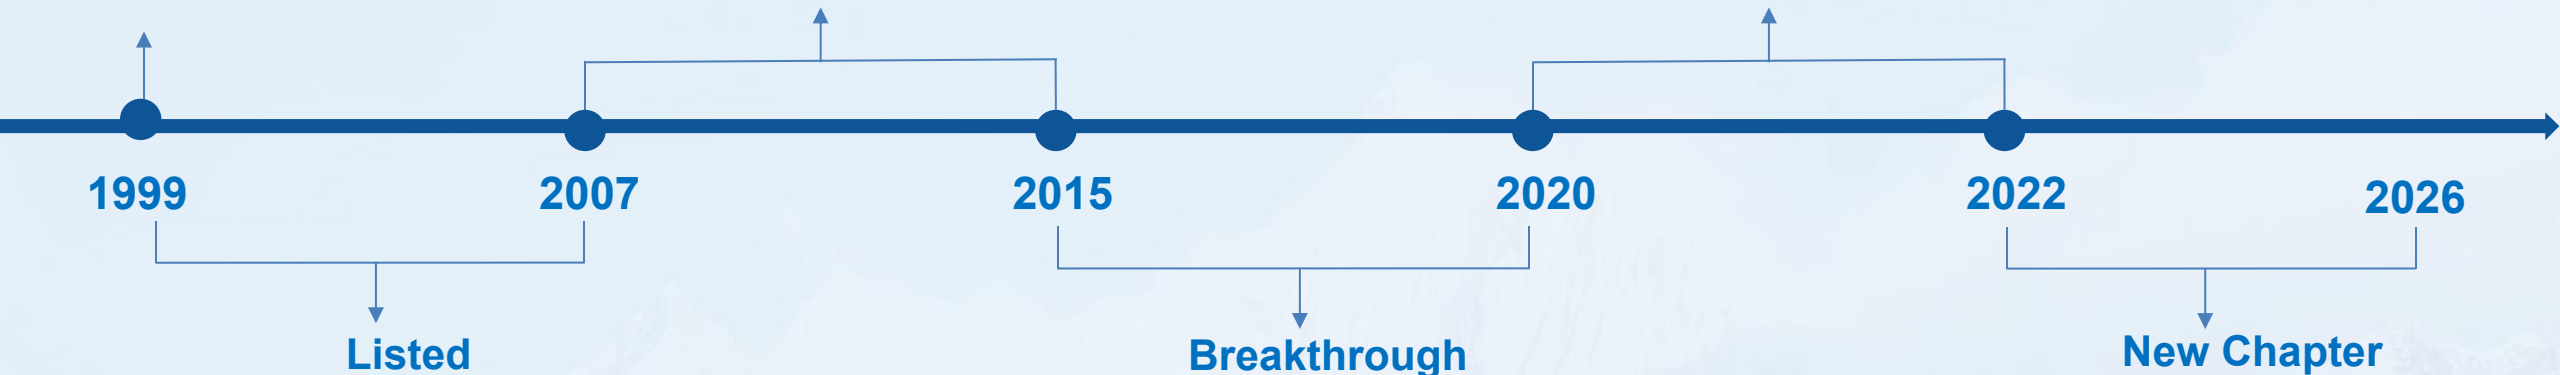 1999 2007 2015 2020 2022 2026
Listed Breakthrough New Chapter